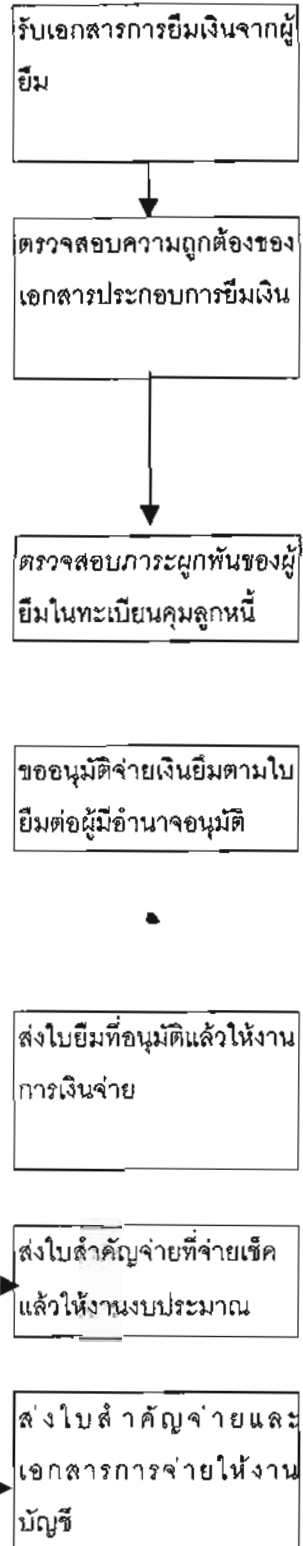 รับเอกสารการยืมเงินจากผู้
ยืม
ตรวจสอบความถูกต้องของ
เอกสารประกอบการยืมเงิน
ตรวจสอบภาระผูกพันของผู้
ยืมในทะเบียนคุมลูกหนี้
ขออนุมัติจ่ายเงินยืมตามใบ
ยืมต่อผู้มีอำนาจอนุมัติ
ส่งใบยืมที่อนุมัติแล้วให้งาน
การเงินจ่าย
ส่งใบสำคัญจ่ายที่จ่ายเช็ค
แล้วให้งานงบประมาณ
ส่งใบสำคัญจ่ายและ
เอกสารการจ่ายให้งาน
บัญชี